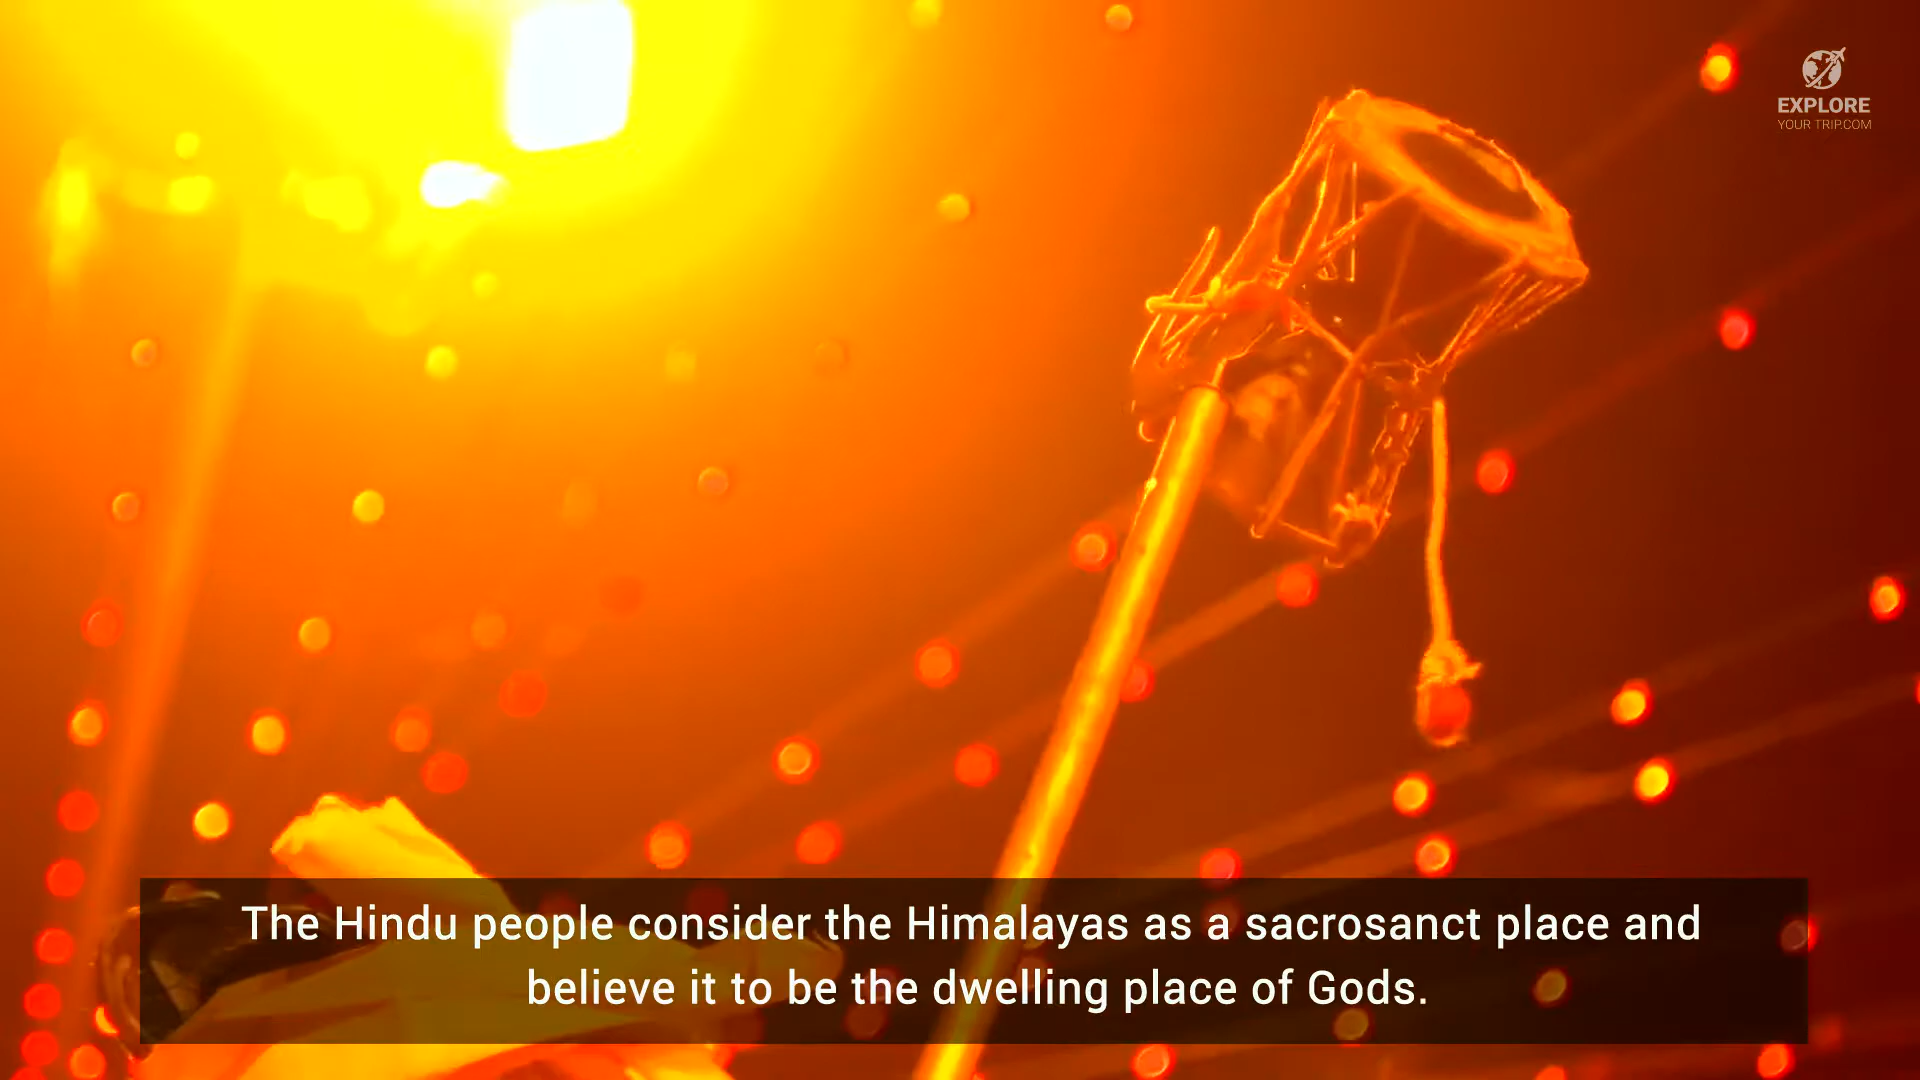 EXPLORE
YOUR TRIP.COM
The Hindu people consider the Himalayas as a sacrosanct place and
believe it to be the dwelling place of Gods.